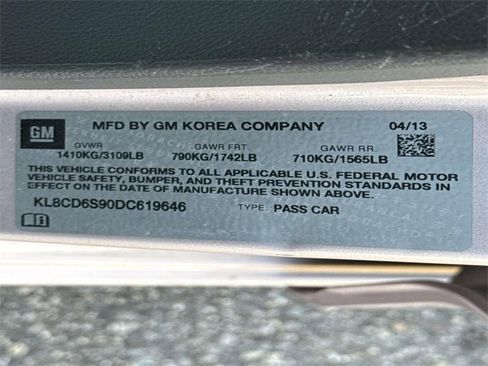 GM MFD BY GM KOREA COMPANY 04/13
GVWR GAWR FRT. GAWR RR.
1410KG/3109LB 790KG/1742LB 710KG/1565LB
THIS VEHICLE CONFORMS TO ALL APPLICABLE U.S. FEDERAL MOTOR
VEHICLE SAFETY, BUMPER, AND THEFT PREVENTION STANDARDS IN
EFFECT ON THE DATE OF MANUFACTURE SHOWN ABOVE.
KL8CD6S90DC619646 TYPE: PASS CAR